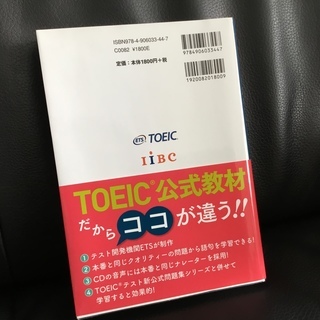 ISBN978-4-906033-44-7
C0082 ¥1800E
定価：本体1800円+税
9784906033447
1920082018009
ETS TOEIC
IiBC
TOEIC®公式教材
だからココが違う!!
1 テスト開発機関ETSが制作
2 本番と同じクオリティーの問題から語句を学習できる!
3 CDの音声には本番と同じナレーターを採用!
4 TOEIC®テスト新公式問題集シリーズと併せて
学習すると効果的!